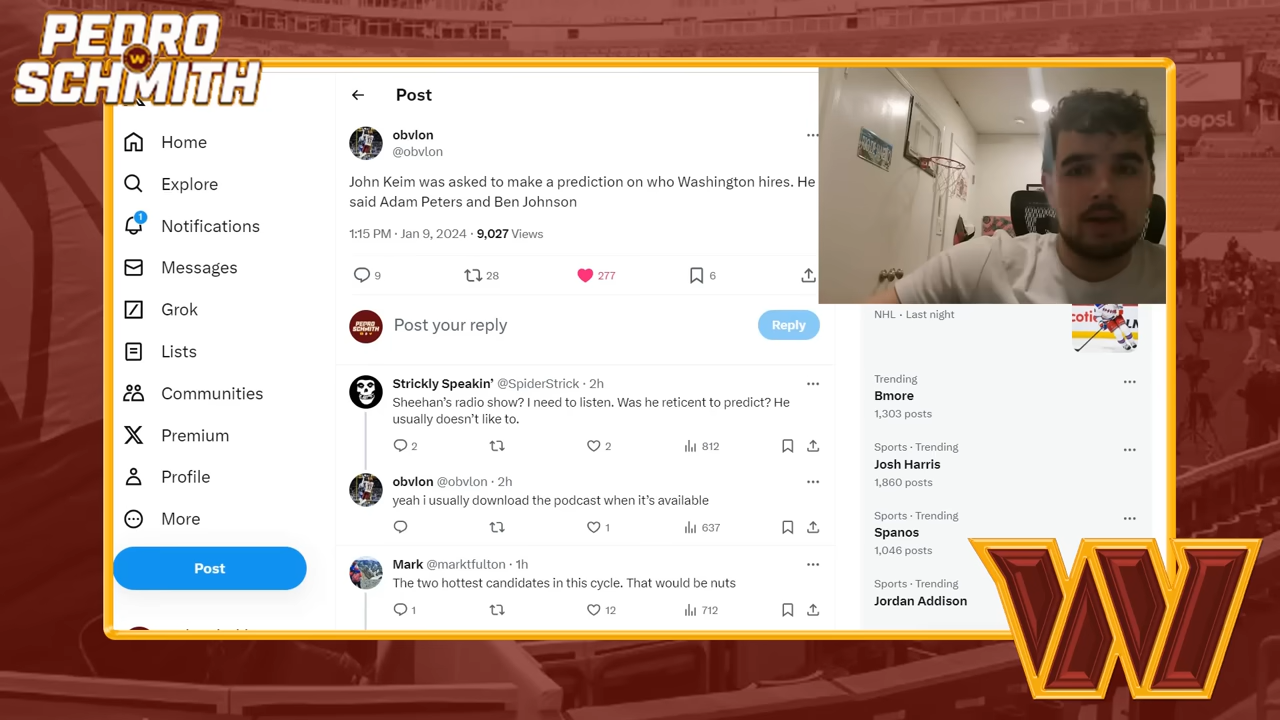 PEDRO
SCHMITH
Home
Explore
1
Notifications
Messages
Grok
Lists
Communities
Premium
Profile
More
Post
Post
obvlon
@obvlon
John Keim was asked to make a prediction on who Washington hires. He
said Adam Peters and Ben Johnson
1:15 PM · Jan 9, 2024 · 9,027 Views
9 28 277 6
PEDRO
SCHMITH
Post your reply
Reply
Strickly Speakin’ @SpiderStrick · 2h
Sheehan’s radio show? I need to listen. Was he reticent to predict? He
usually doesn’t like to.
2 2 812
obvlon @obvlon · 2h
yeah i usually download the podcast when it’s available
1 637
Mark @marktfulton · 1h
The two hottest candidates in this cycle. That would be nuts
1 12 712
NHL · Last night
Trending
Bmore
1,303 posts
Sports · Trending
Josh Harris
1,860 posts
Sports · Trending
Spanos
1,046 posts
Sports · Trending
Jordan Addison
W
pepsi